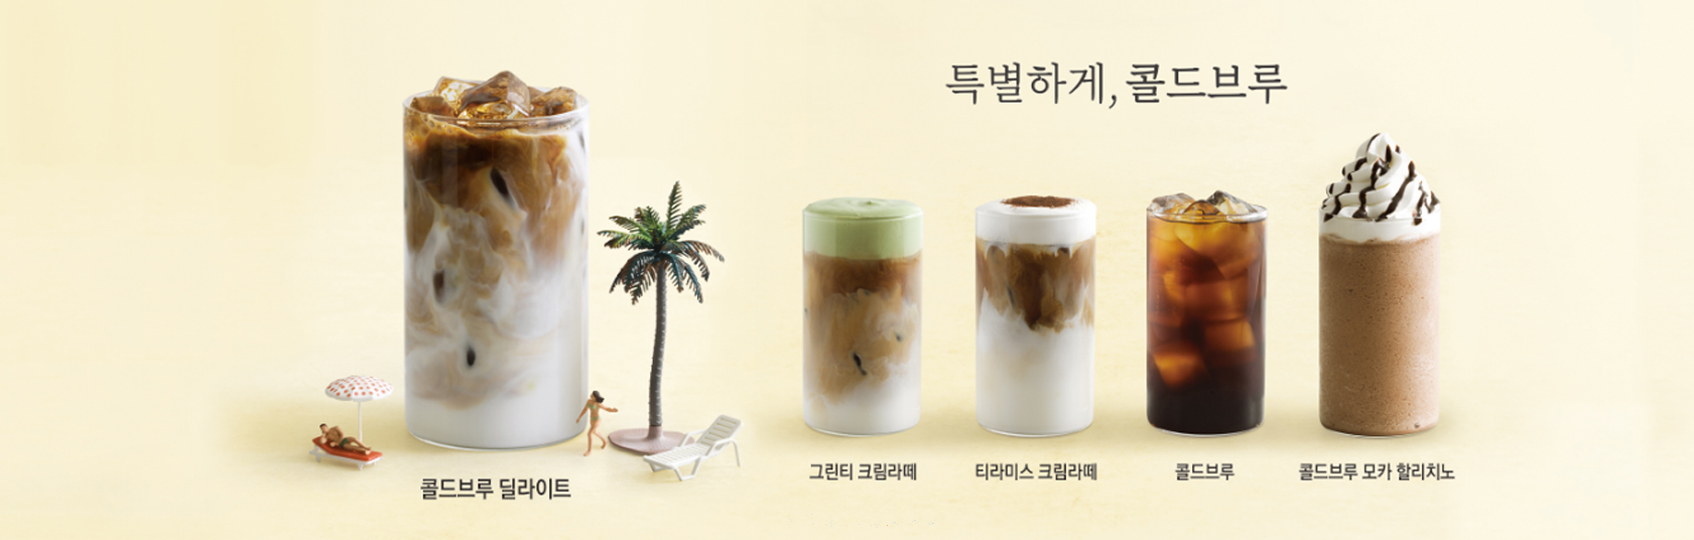 특별하게, 콜드브루
콜드브루 딜라이트
그린티 크림라떼
티라미스 크림라떼
콜드브루
콜드브루 모카 할리치노